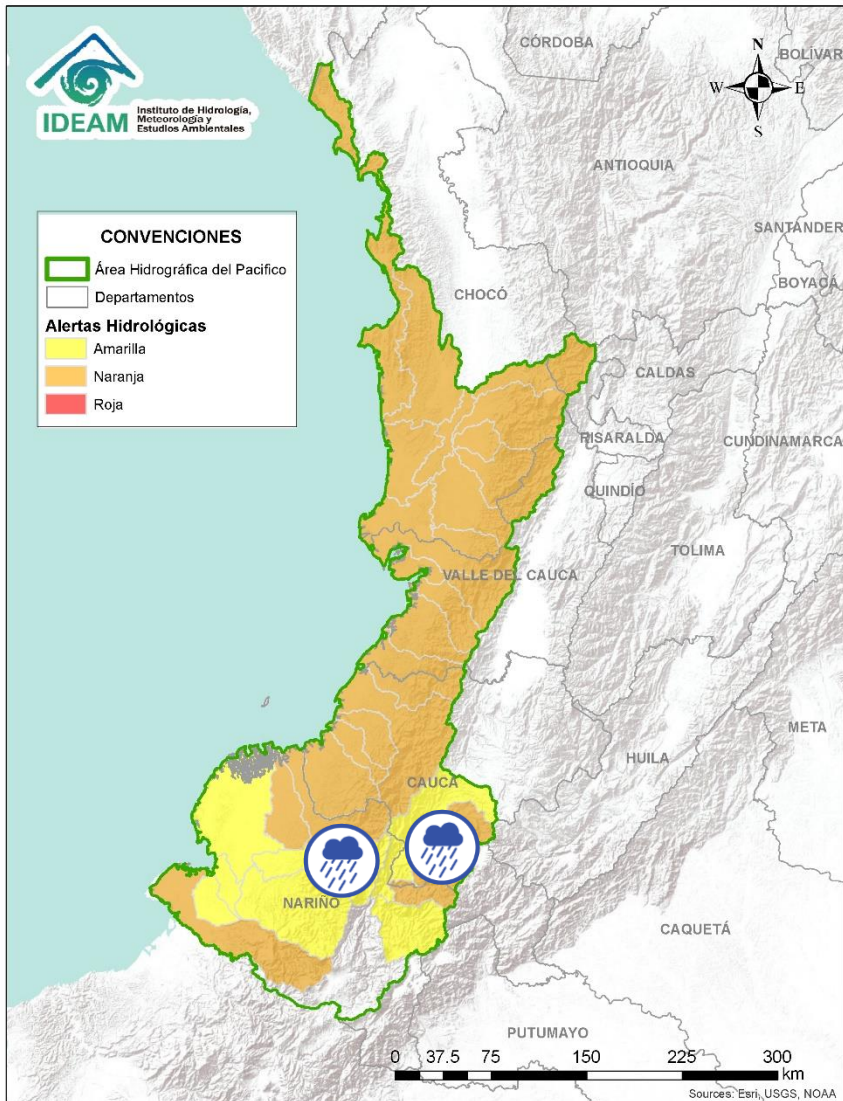 IDEAM
Instituto de Hidrología,
Meteorología y
Estudios Ambientales
CONVENCIONES
Área Hidrográfica del Pacifico
Departamentos
Alertas Hidrológicas
Amarilla
Naranja
Roja
N
W E
S
CÓRDOBA
BOLÍVAR
ANTIOQUIA
SANTANDER
BOYACÁ
CHOCÓ
CALDAS
RISARALDA
CUNDINAMARCA
QUINDÍO
TOLIMA
VALLE DEL CAUCA
META
HUILA
CAUCA
NARIÑO
CAQUETÁ
PUTUMAYO
0 37.5 75 150 225 300
km
Sources: Esri, USGS, NOAA